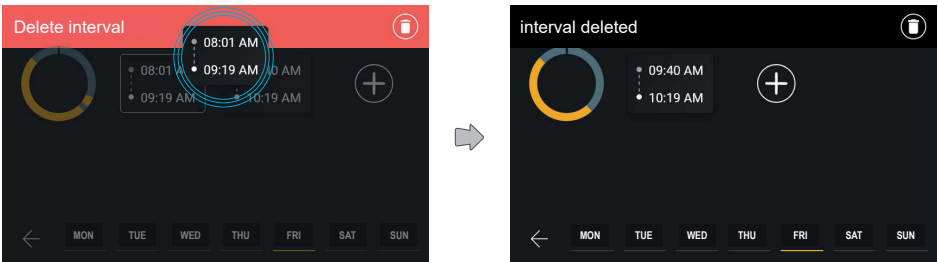 Delete interval
08:01 AM
09:19 AM
08:01 A
0 AM
09:19 AM
10:19 AM
MON TUE WED THU FRI SAT SUN
interval deleted
09:40 AM
10:19 AM
MON TUE WED THU FRI SAT SUN